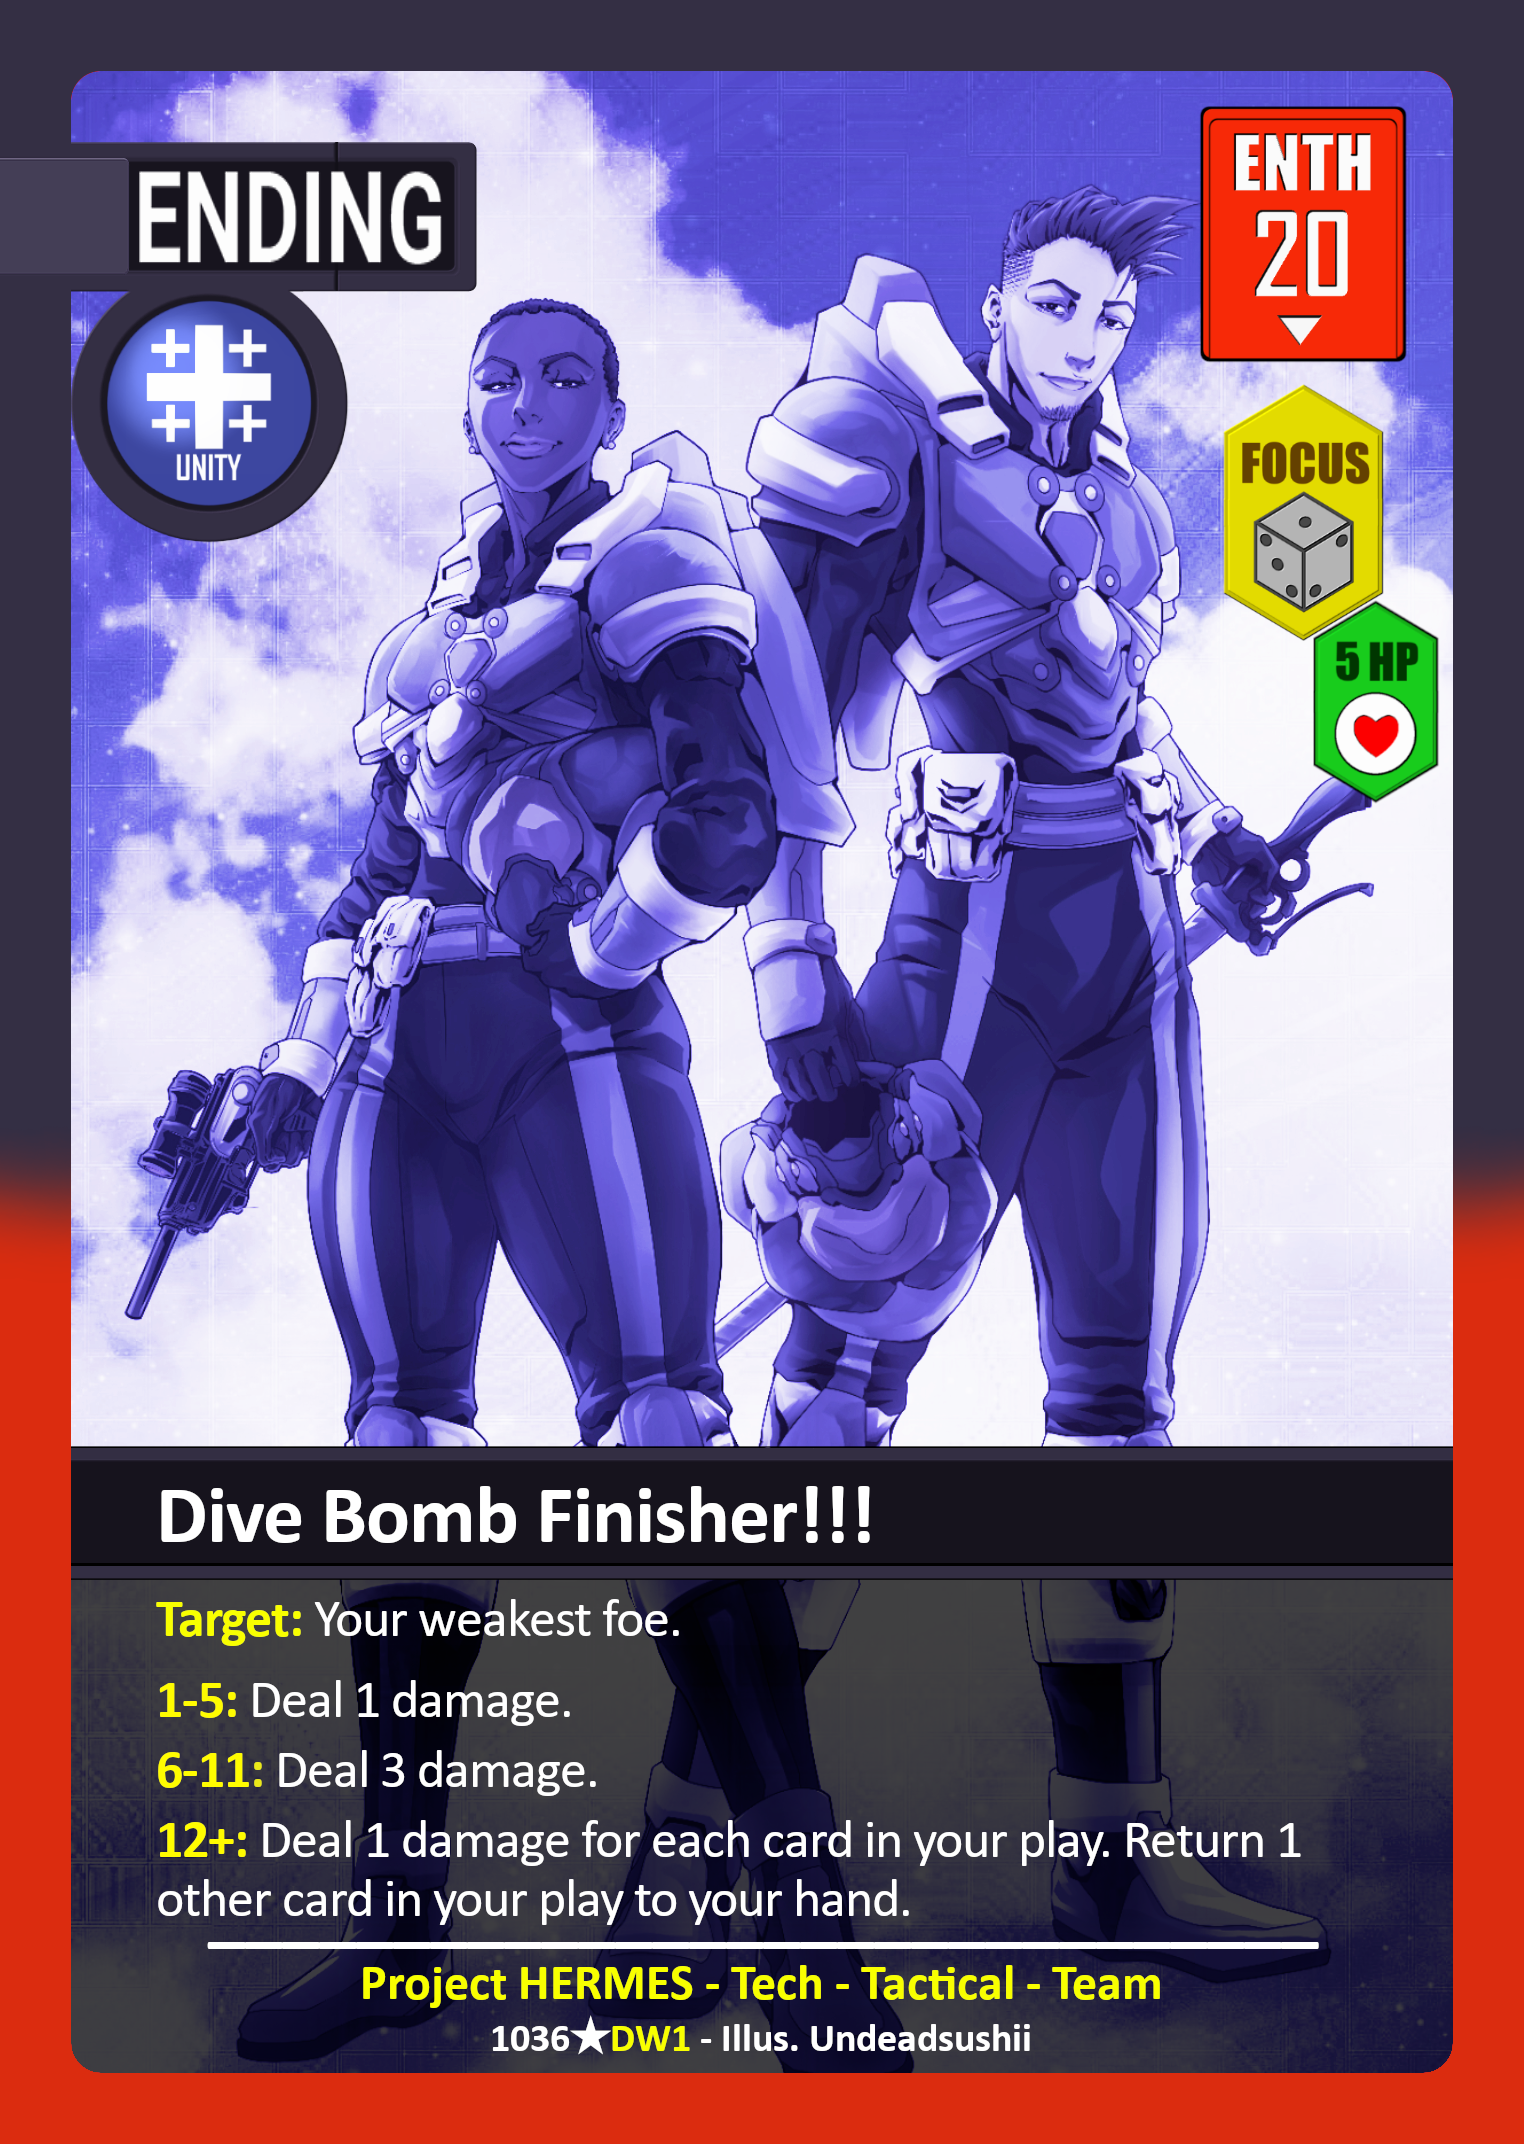 ENDING
UNITY
ENTH
20
FOCUS
5 HP
Dive Bomb Finisher!!!
Target: Your weakest foe.
1-5: Deal 1 damage.
6-11: Deal 3 damage.
12+: Deal 1 damage for each card in your play. Return 1
other card in your play to your hand.
Project HERMES - Tech - Tactical - Team
1036★DW1 - Illus. Undeadsushii